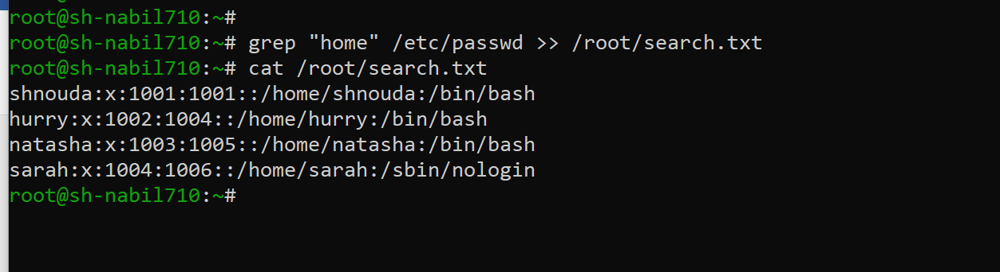 root@sh-nabil710:~#
root@sh-nabil710:~# grep "home" /etc/passwd >> /root/search.txt
root@sh-nabil710:~# cat /root/search.txt
shnouda:x:1001:1001::/home/shnouda:/bin/bash
hurry:x:1002:1004::/home/hurry:/bin/bash
natasha:x:1003:1005::/home/natasha:/bin/bash
sarah:x:1004:1006::/home/sarah:/sbin/nologin
root@sh-nabil710:~#